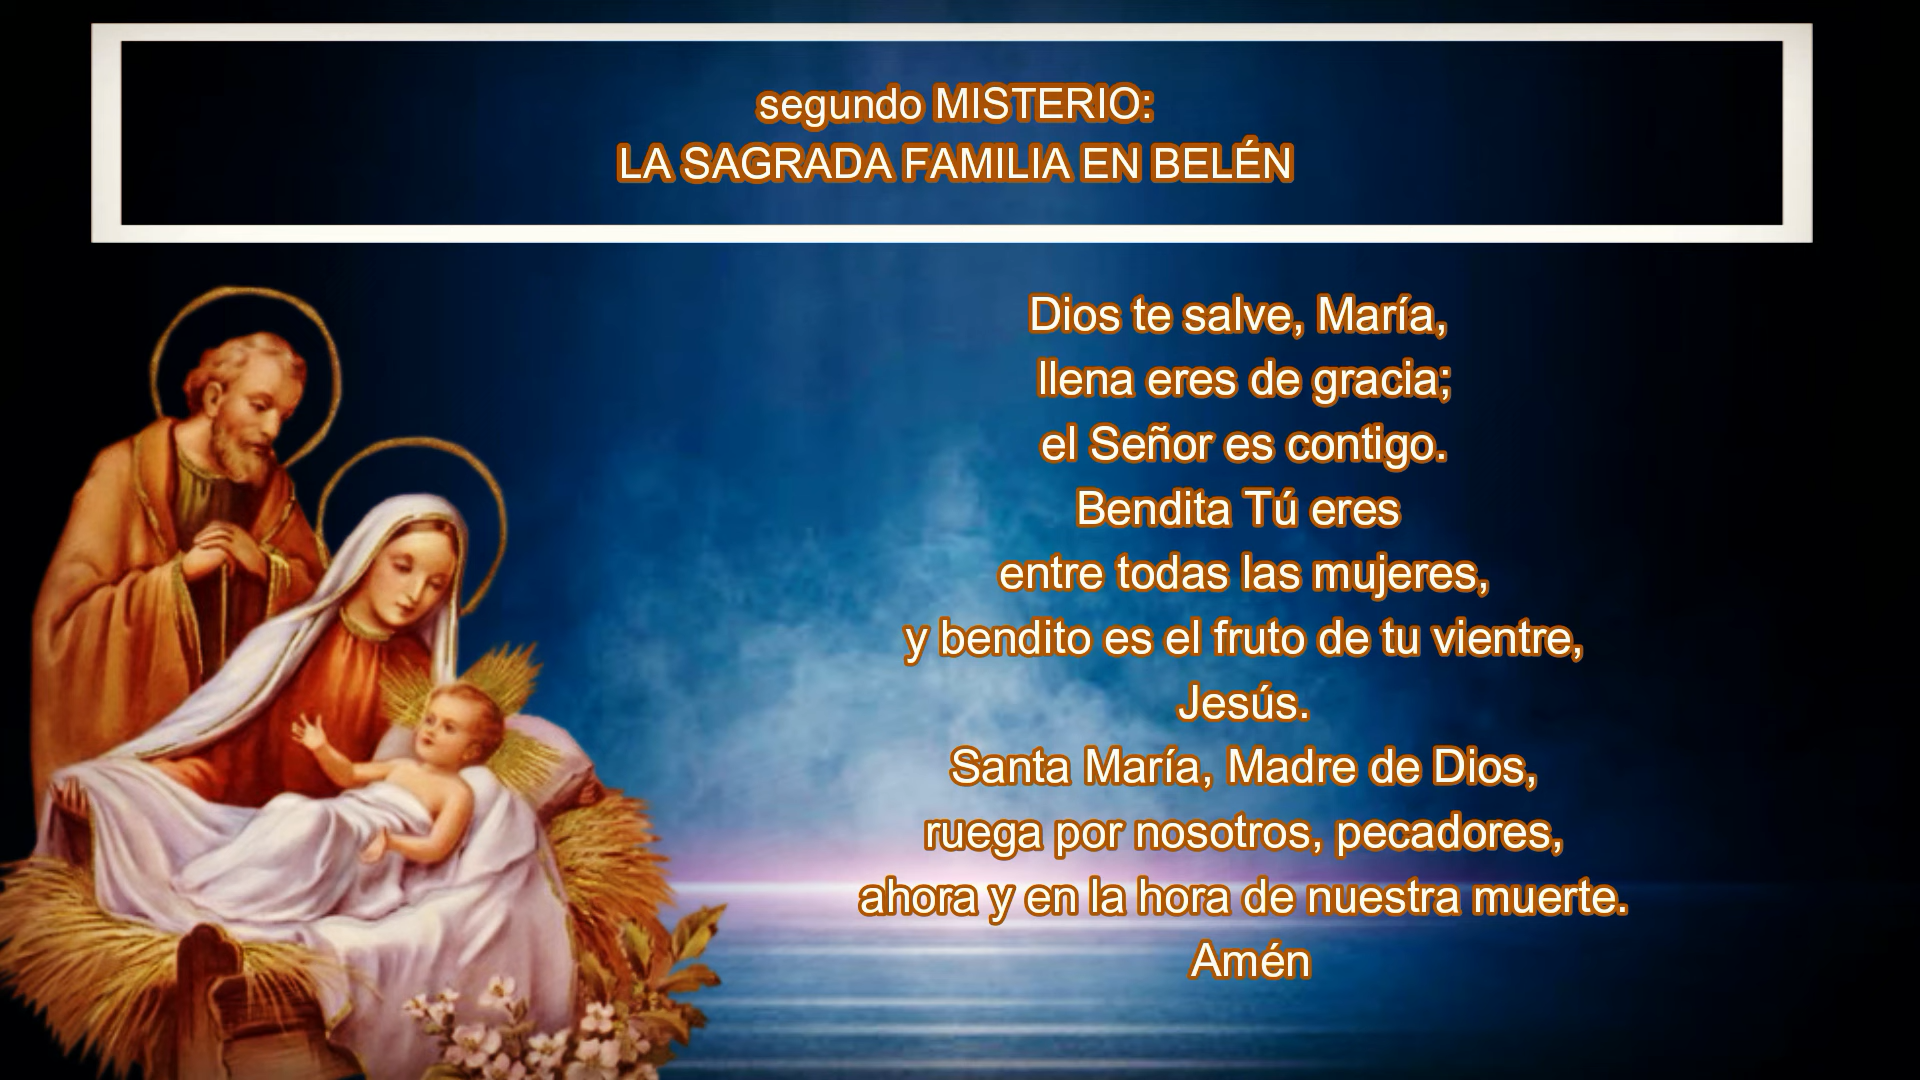 segundo MISTERIO:
LA SAGRADA FAMILIA EN BELÉN
Dios te salve, María,
llena eres de gracia;
el Señor es contigo.
Bendita Tú eres
entre todas las mujeres,
y bendito es el fruto de tu vientre,
Jesús.
Santa María, Madre de Dios,
ruega por nosotros, pecadores,
ahora y en la hora de nuestra muerte.
Amén